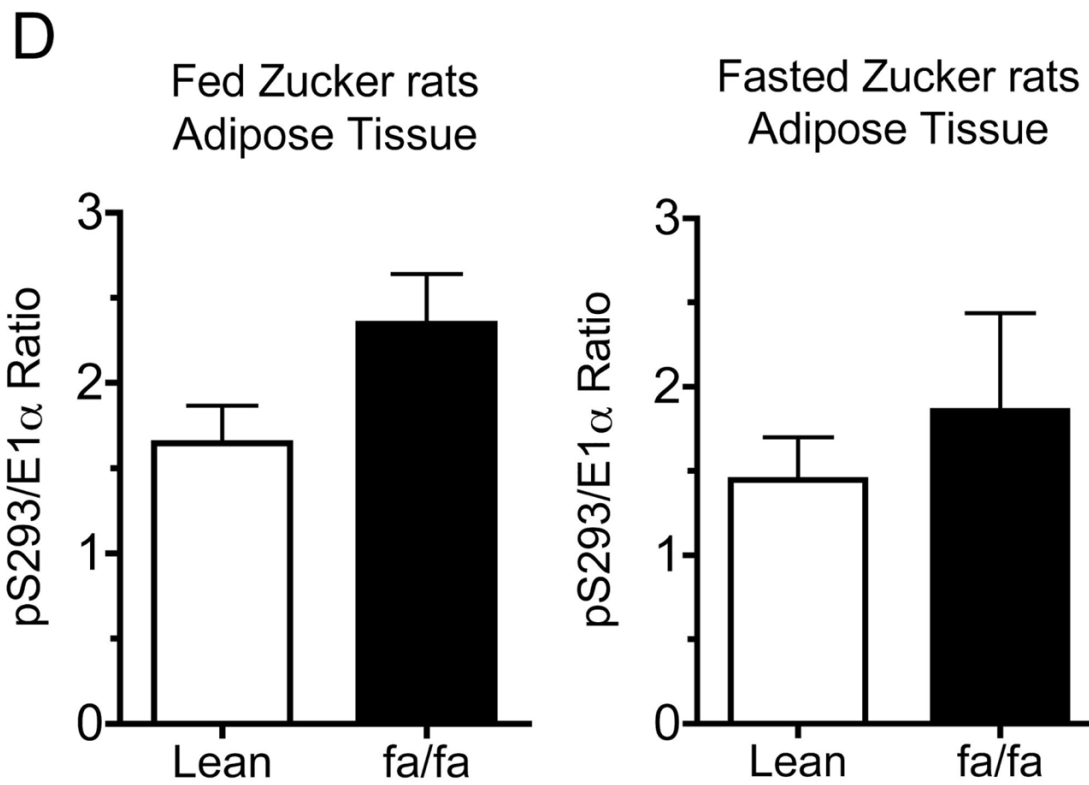 D
Fed Zucker rats
Adipose Tissue
pS293/E1α Ratio
3
2
1
0
Lean
fa/fa
Fasted Zucker rats
Adipose Tissue
pS293/E1α Ratio
3
2
1
0
Lean
fa/fa